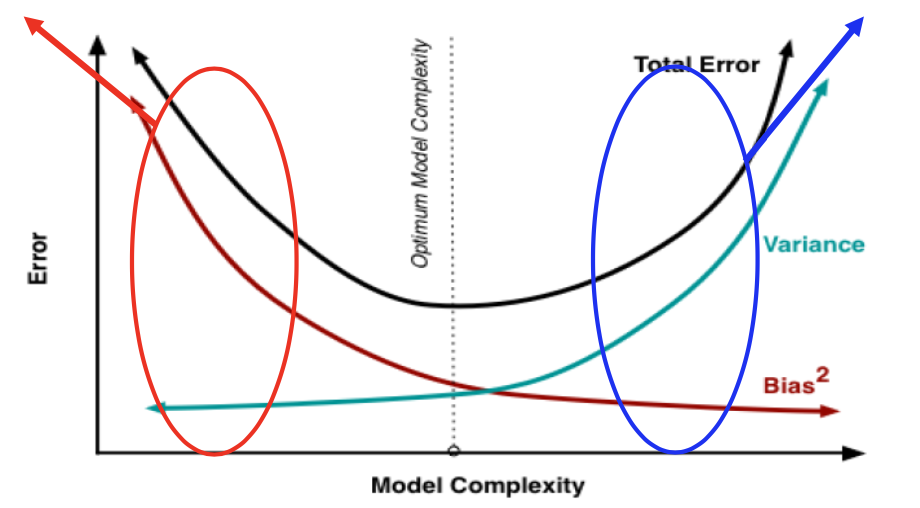 Optimum Model Complexity
Total Error
Error
Variance
Bias²
Model Complexity